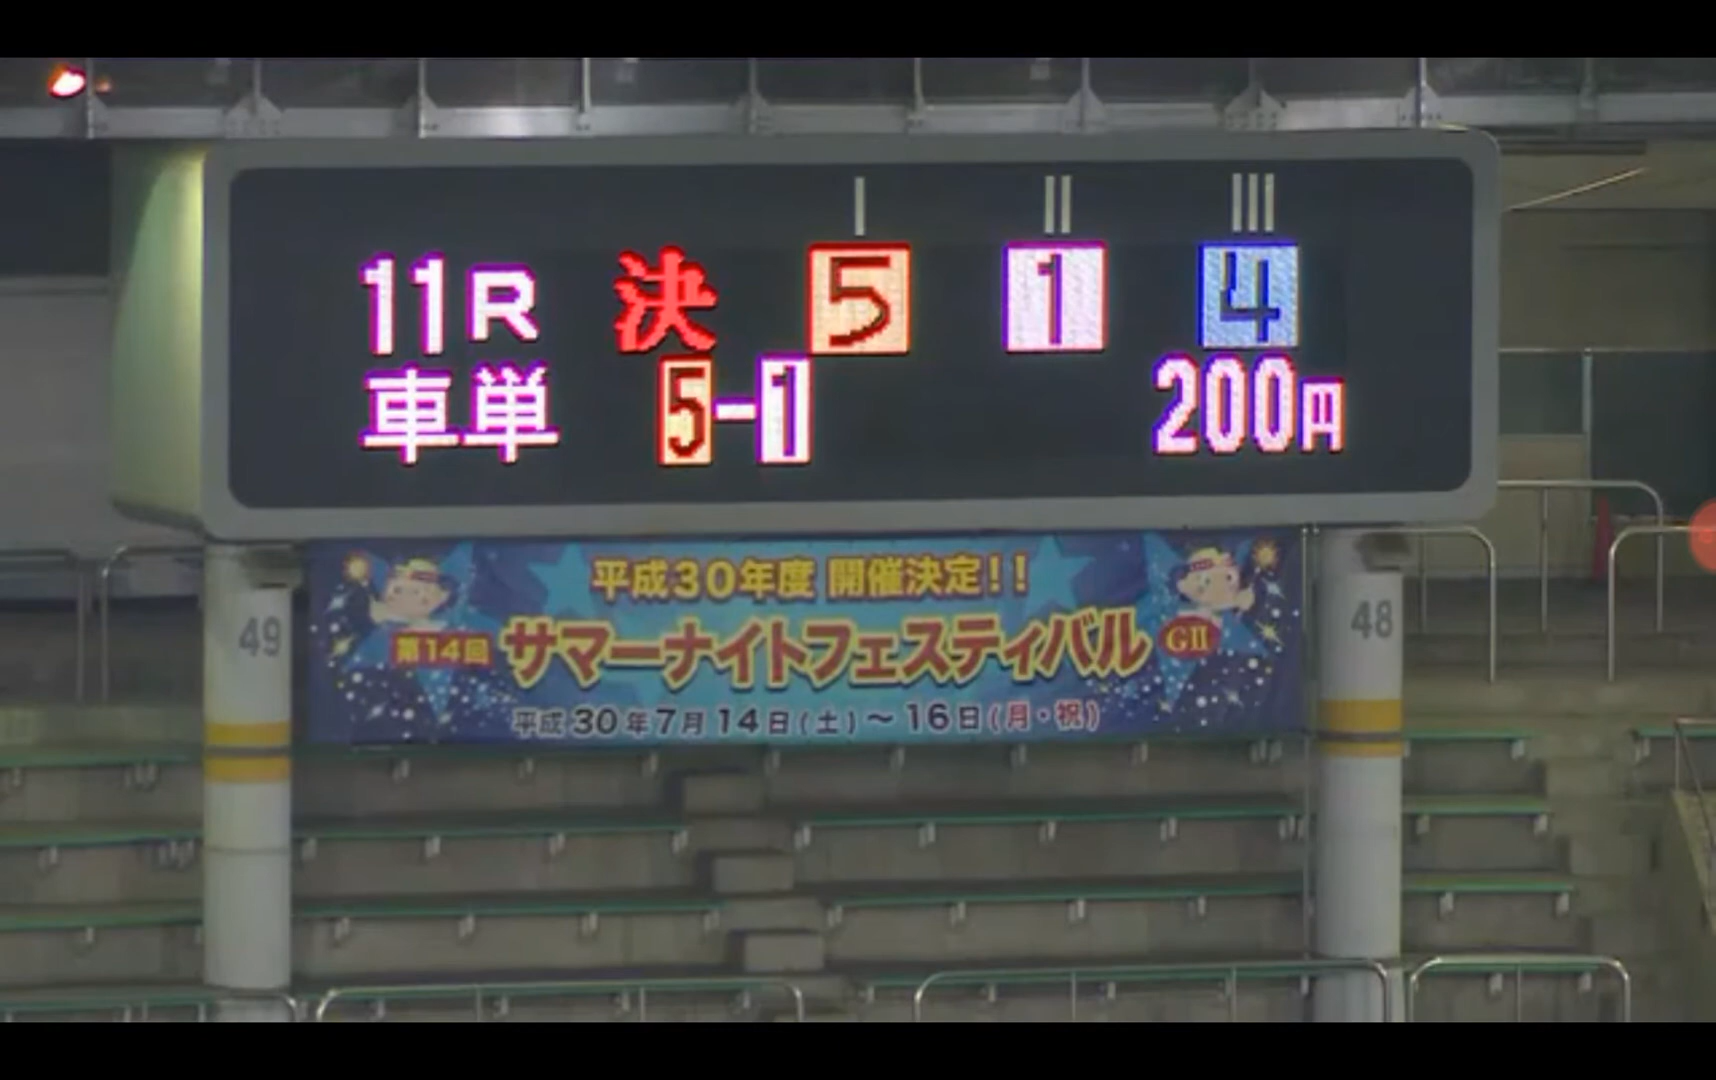 I II III
11R 決 5 1 4
車単 5-1 200円
平成30年度 開催決定!!
第14回 サマーナイトフェスティバル GII
平成30年7月14日(土)~16日(月・祝)
49
48